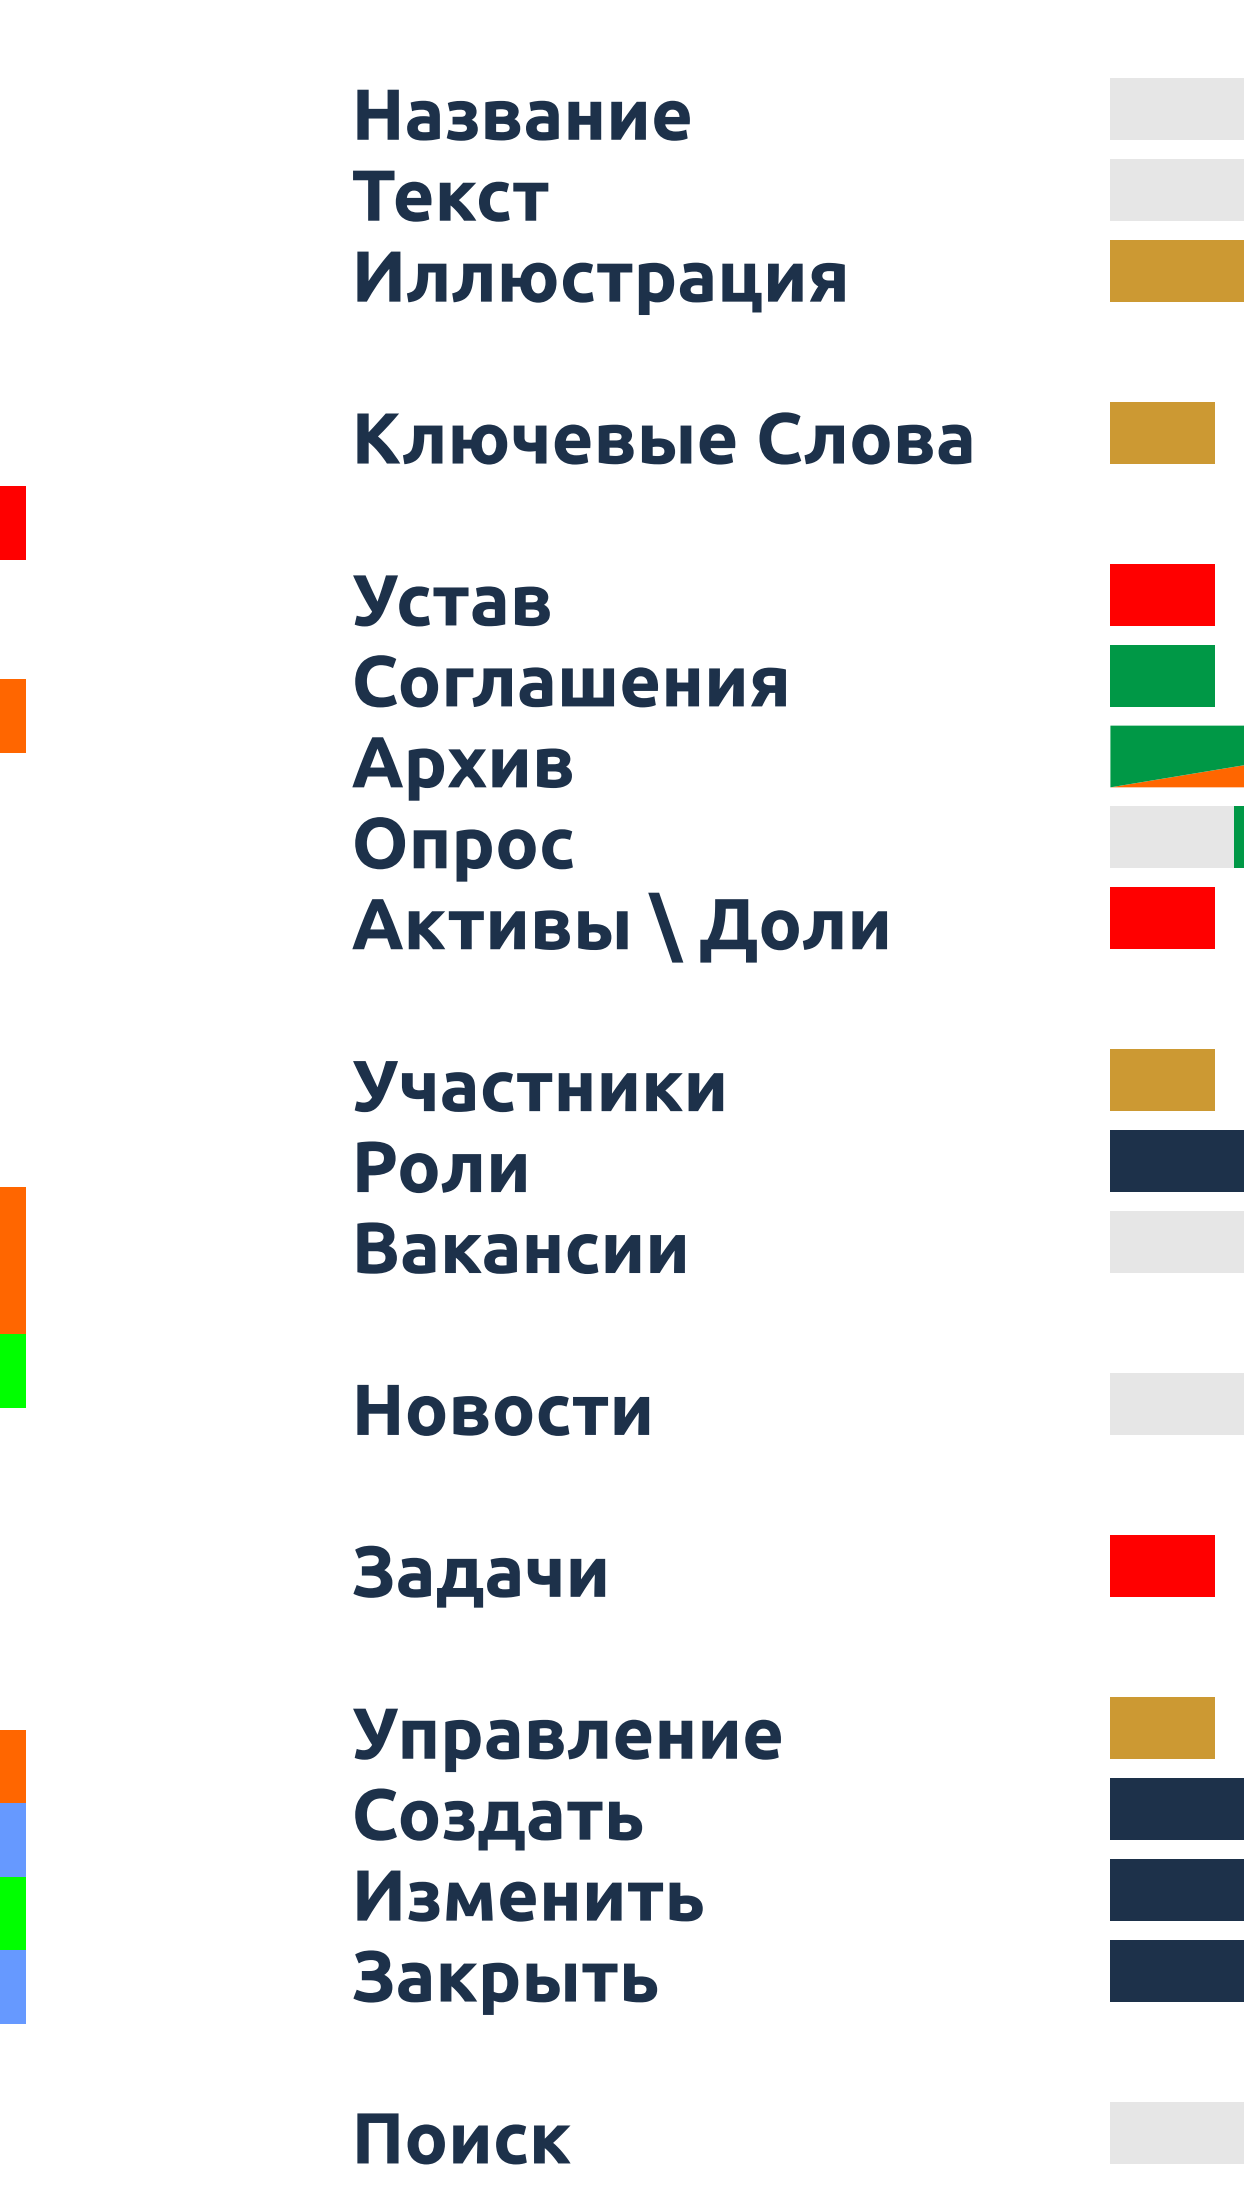 Название
Текст
Иллюстрация
Ключевые Слова
Устав
Соглашения
Архив
Опрос
Активы \ Доли
Участники
Роли
Вакансии
Новости
Задачи
Управление
Создать
Изменить
Закрыть
Поиск